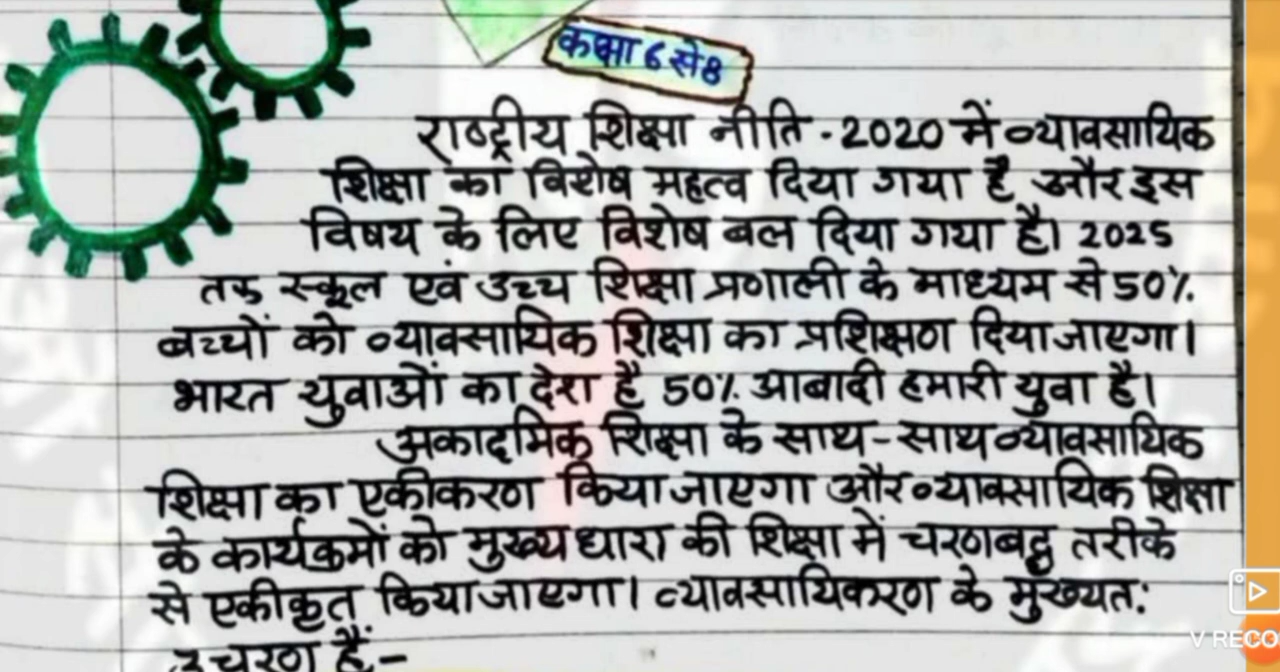 कक्षा 6 से 8
राष्ट्रीय शिक्षा नीति - 2020 में व्यावसायिक
शिक्षा का विशेष महत्व दिया गया है और इस
विषय के लिए विशेष बल दिया गया है। 2025
तक स्कूल एवं उच्च शिक्षा प्रणाली के माध्यम से 50%
बच्चों को व्यावसायिक शिक्षा का प्रशिक्षण दिया जाएगा।
भारत युवाओं का देश है 50% आबादी हमारी युवा है।
अकादमिक शिक्षा के साथ-साथ व्यावसायिक
शिक्षा का एकीकरण किया जाएगा और व्यावसायिक शिक्षा
के कार्यक्रमों को मुख्यधारा की शिक्षा में चरणबद्ध तरीके
से एकीकृत किया जाएगा। व्यावसायिकरण के मुख्यतः
3 चरण हैं-
V RECO